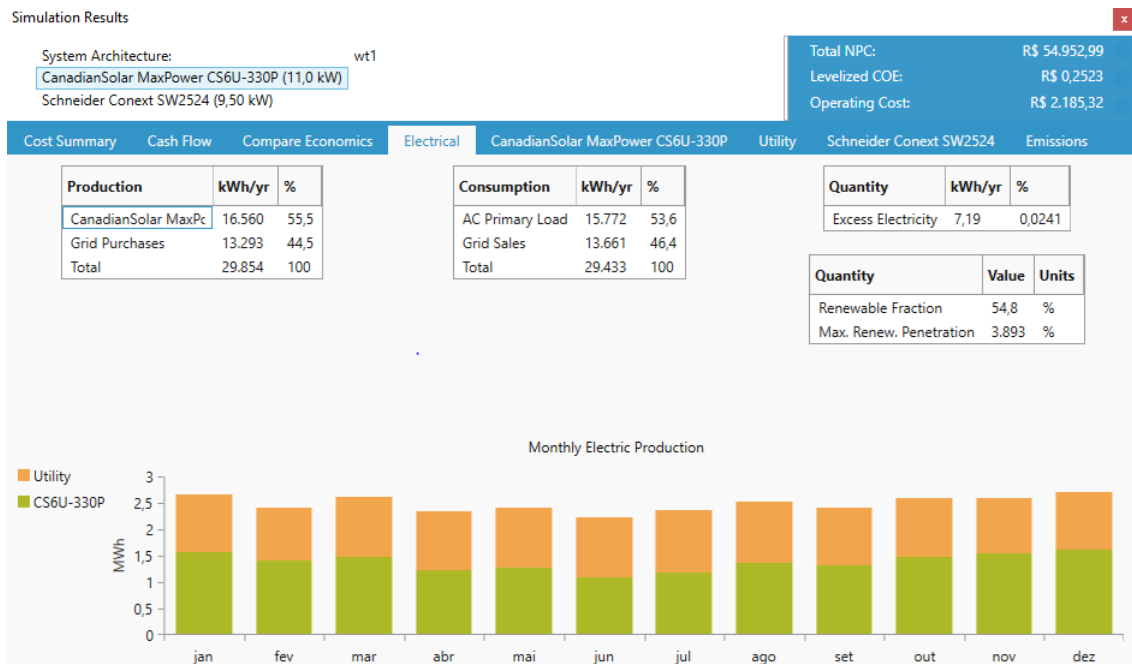 Simulation Results
x
System Architecture: wt1
CanadianSolar MaxPower CS6U-330P (11,0 kW)
Schneider Conext SW2524 (9,50 kW)
Total NPC: R$ 54.952,99
Levelized COE: R$ 0,2523
Operating Cost: R$ 2.185,32
Cost Summary Cash Flow Compare Economics Electrical CanadianSolar MaxPower CS6U-330P Utility Schneider Conext SW2524 Emissions
Production kWh/yr %
CanadianSolar MaxPc 16.560 55,5
Grid Purchases 13.293 44,5
Total 29.854 100
Consumption kWh/yr %
AC Primary Load 15.772 53,6
Grid Sales 13.661 46,4
Total 29.433 100
Quantity kWh/yr %
Excess Electricity 7,19 0,0241
Quantity Value Units
Renewable Fraction 54,8 %
Max. Renew. Penetration 3.893 %
Monthly Electric Production
Utility
CS6U-330P
MWh
3
2,5
2
1,5
1
0,5
0
jan fev mar abr mai jun jul ago set out nov dez